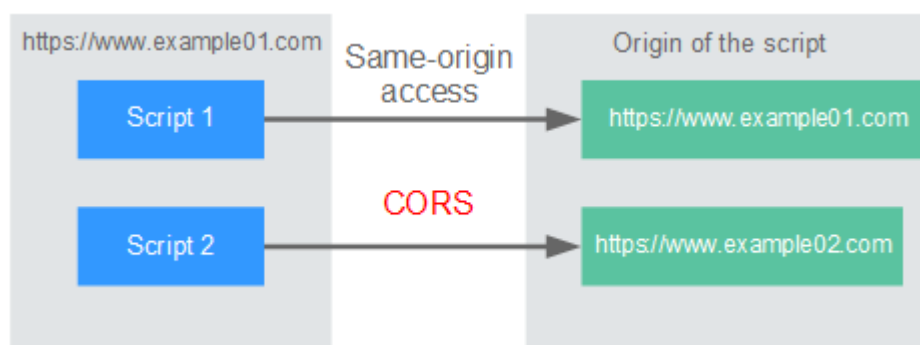 https://www.example01.com
Same-origin
access
Origin of the script
Script 1
https://www.example01.com
CORS
Script 2
https://www.example02.com